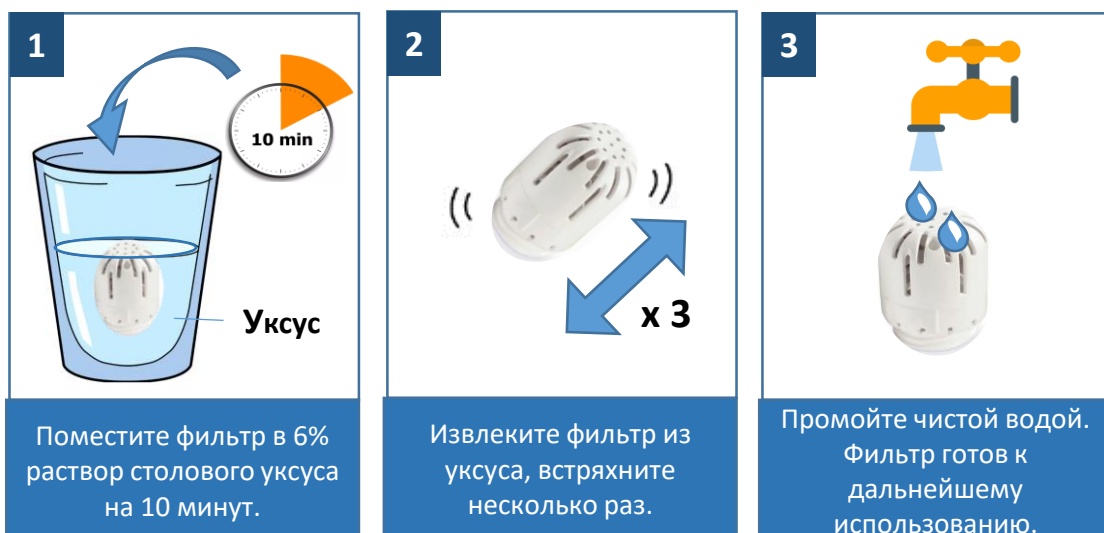 1
10 min
Уксус
Поместите фильтр в 6%
раствор столового уксуса
на 10 минут.
2
x 3
Извлеките фильтр из
уксуса, встряхните
несколько раз.
3
Промойте чистой водой.
Фильтр готов к
дальнейшему
использованию.